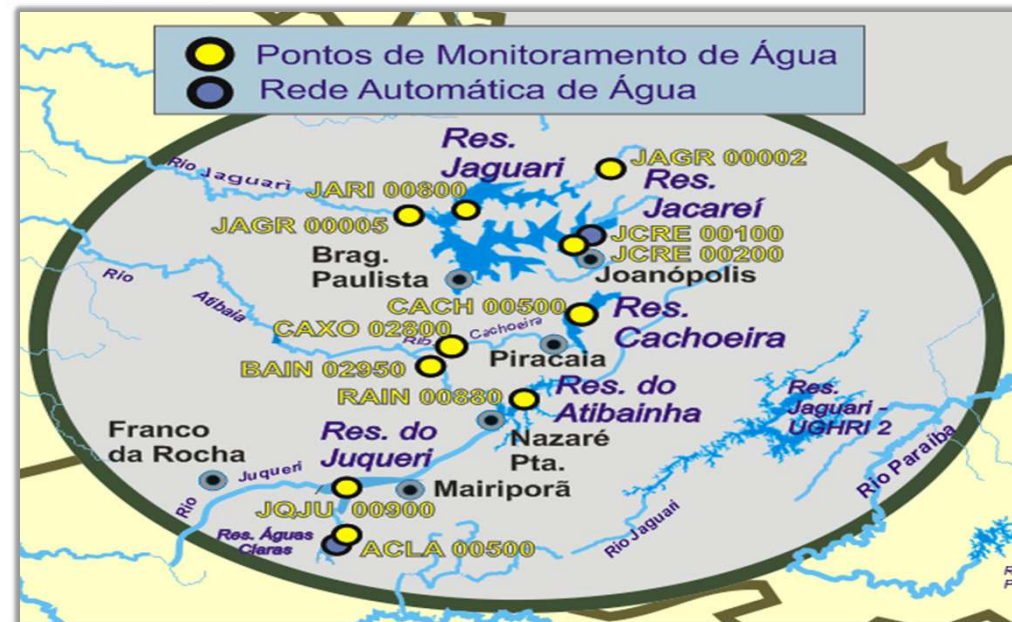 Pontos de Monitoramento de Água
Rede Automática de Água
Res.
Jaguari
JAGR 00002
Rio Jaguari
JARI 00800
Res.
Jacareí
JAGR 00005
JCRE 00100
JCRE 00200
Brag.
Paulista
Joanópolis
Rio
Atibaia
CACH 00500
Res.
Cachoeira
CAXO 02800
Rio Cachoeira
Piracaia
BAIN 02950
RAIN 00880
Res. do
Atibainha
Res.
Jaguari -
UGHRI 2
Franco
da Rocha
Res. do
Juqueri
Nazaré
Pta.
Rio Paraíba
Rio Juqueri
Mairiporã
JQJU 00900
Res. Águas
Claras
ACLA 00500
Rio Jaguari